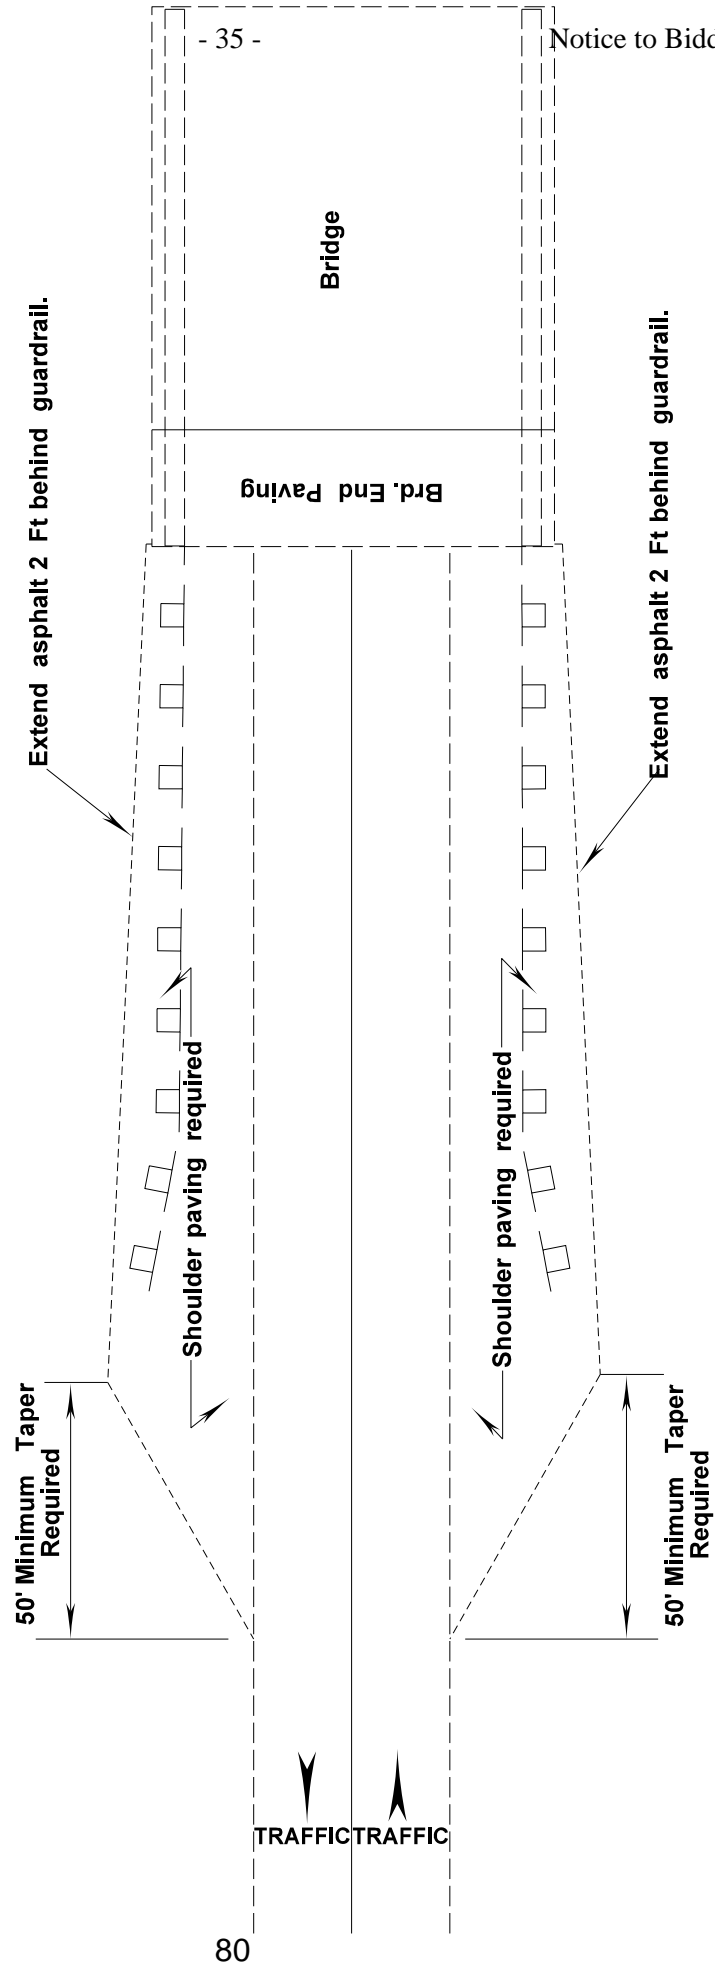 - 35 -
Notice to Bidd
Bridge
Extend asphalt 2 Ft behind guardrail.
Extend asphalt 2 Ft behind guardrail.
Brd. End Paving
Shoulder paving required
Shoulder paving required
50' Minimum Taper
Required
50' Minimum Taper
Required
TRAFFIC
TRAFFIC
80